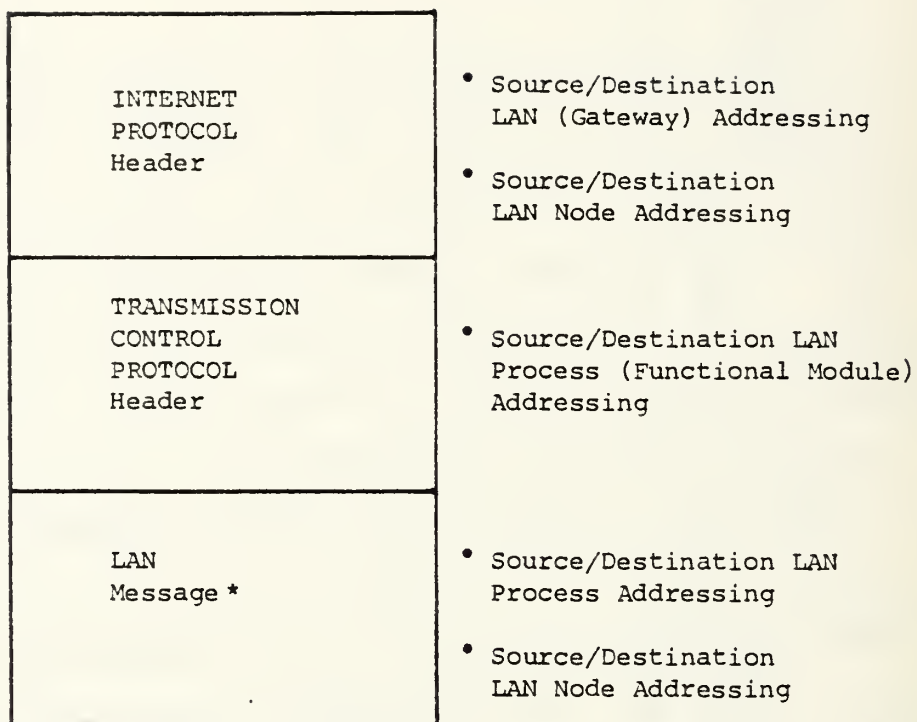 INTERNET
PROTOCOL
Header
• Source/Destination
LAN (Gateway) Addressing
• Source/Destination
LAN Node Addressing
TRANSMISSION
CONTROL
PROTOCOL
Header
• Source/Destination LAN
Process (Functional Module)
Addressing
LAN
Message *
• Source/Destination LAN
Process Addressing
• Source/Destination
LAN Node Addressing